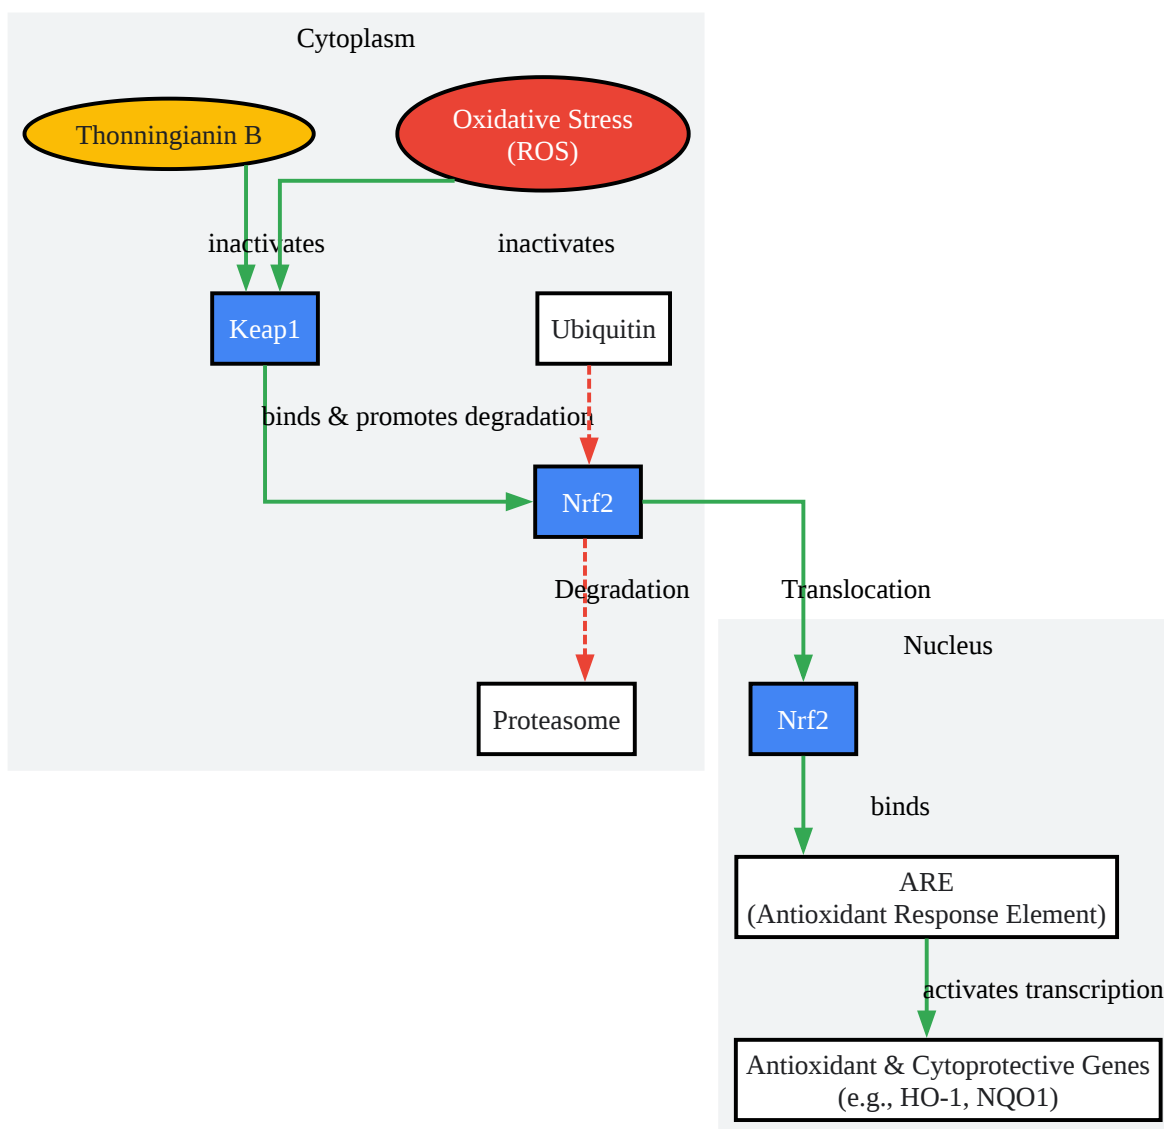 Cytoplasm
Thonningianin B
Oxidative Stress
(ROS)
inactivates
inactivates
Keap1
Ubiquitin
binds & promotes degradation
Nrf2
Degradation
Translocation
Nucleus
Proteasome
Nrf2
binds
ARE
(Antioxidant Response Element)
activates transcription
Antioxidant & Cytoprotective Genes
(e.g., HO-1, NQO1)